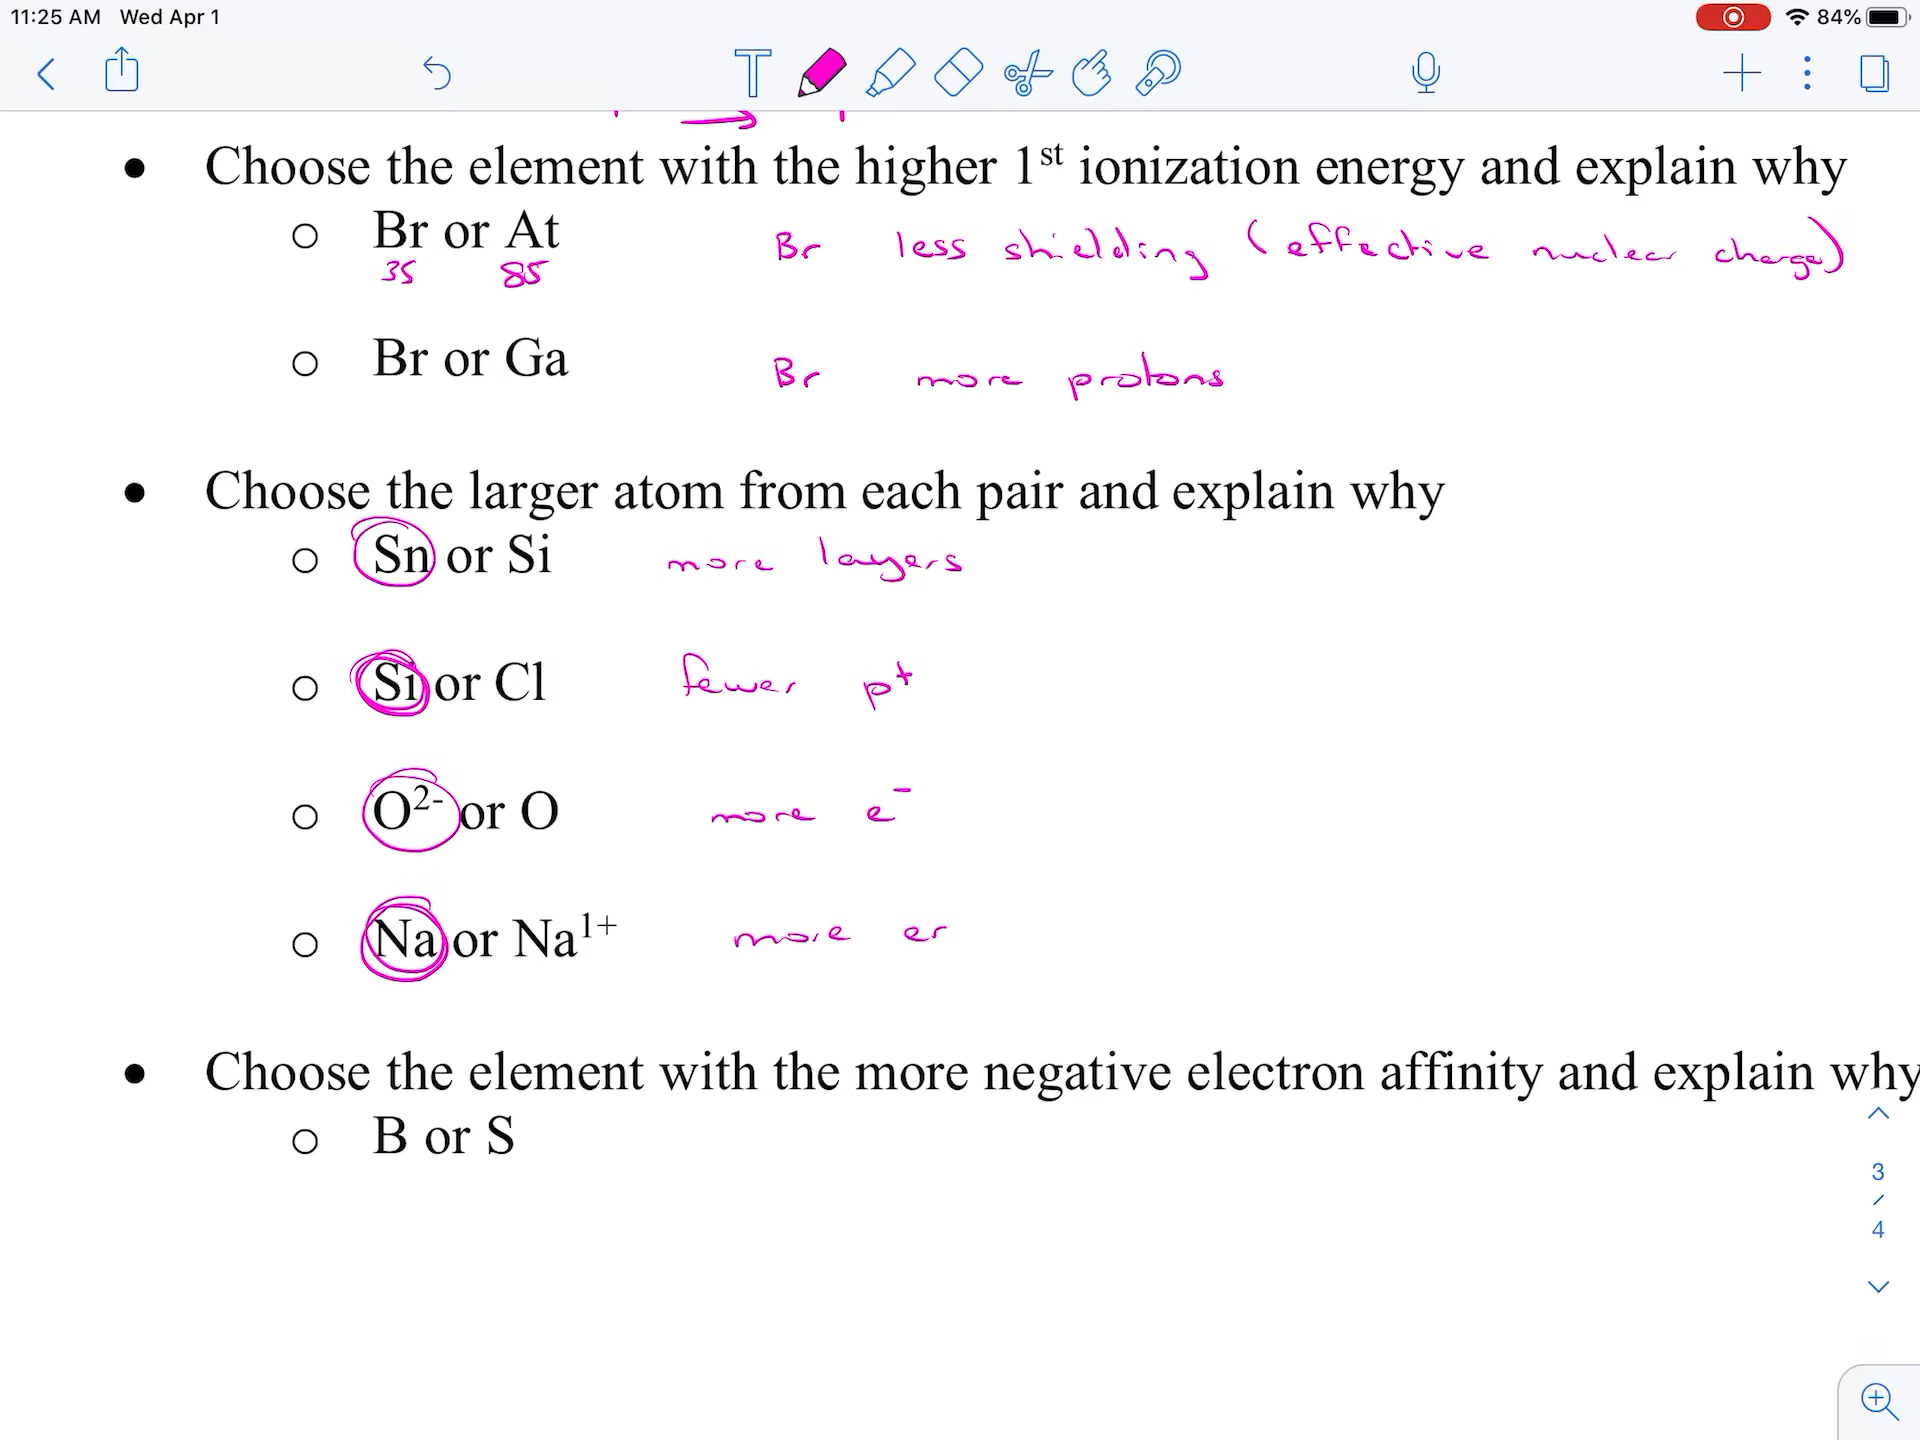 11:25 AM Wed Apr 1 84%
T
• Choose the element with the higher 1st ionization energy and explain why
○ Br or At Br less shielding (effective nuclear charge)
35 85
○ Br or Ga Br more protons
• Choose the larger atom from each pair and explain why
○ Sn or Si more layers
○ Si or Cl fewer p⁺
○ O²⁻ or O more e⁻
○ Na or Na¹⁺ more er
• Choose the element with the more negative electron affinity and explain why
○ B or S
3
/
4